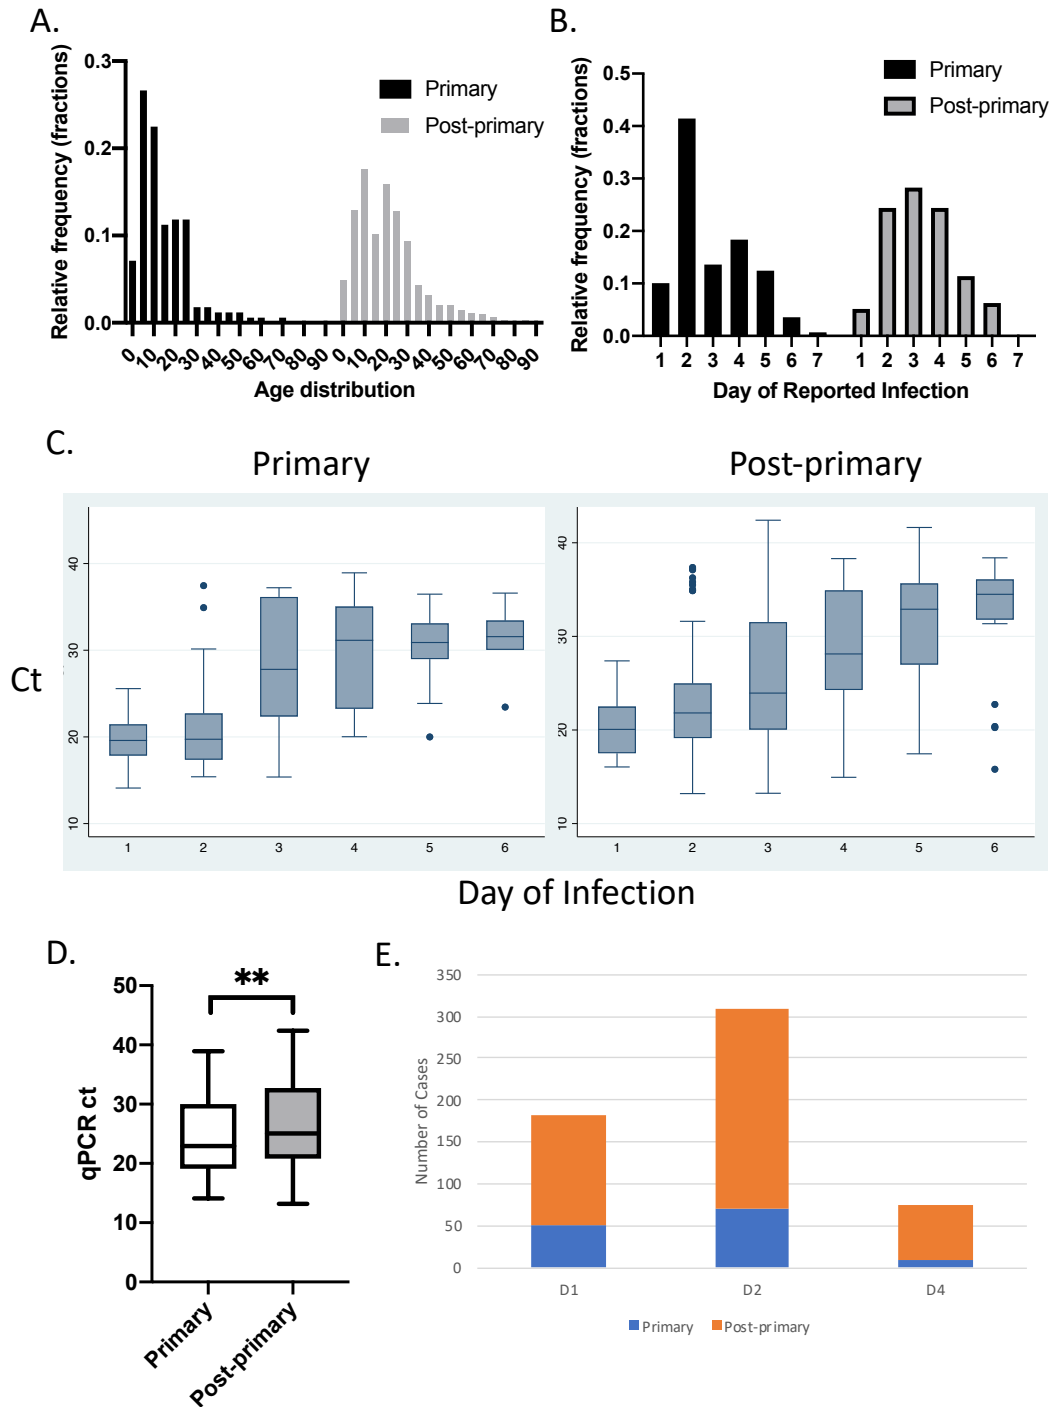 A.
Relative frequency (fractions)
0.3
0.2
0.1
0.0
Primary
Post-primary
0 10 20 30 40 50 60 70 80 90 0 10 20 30 40 50 60 70 80 90
Age distribution
B.
Relative frequency (fractions)
0.5
0.4
0.3
0.2
0.1
0.0
Primary
Post-primary
1 2 3 4 5 6 7 1 2 3 4 5 6 7
Day of Reported Infection
C.
Primary
Post-primary
Ct
40
30
20
10
1 2 3 4 5 6
40
30
20
10
1 2 3 4 5 6
Day of Infection
D.
**
qPCR ct
50
40
30
20
10
0
Primary
Post-primary
E.
Number of Cases
350
300
250
200
150
100
50
0
D1 D2 D4
Primary Post-primary